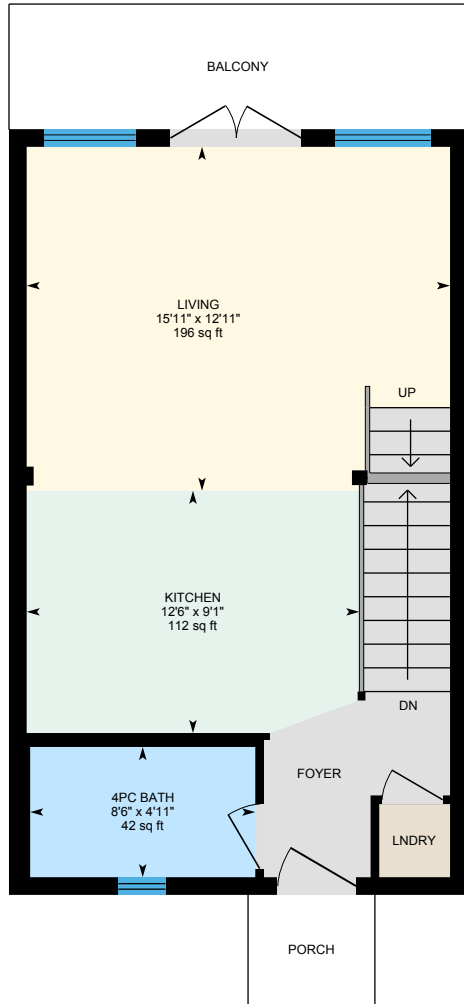 BALCONY
LIVING
15'11" x 12'11"
196 sq ft
UP
KITCHEN
12'6" x 9'1"
112 sq ft
DN
FOYER
4PC BATH
8'6" x 4'11"
42 sq ft
LNDRY
PORCH